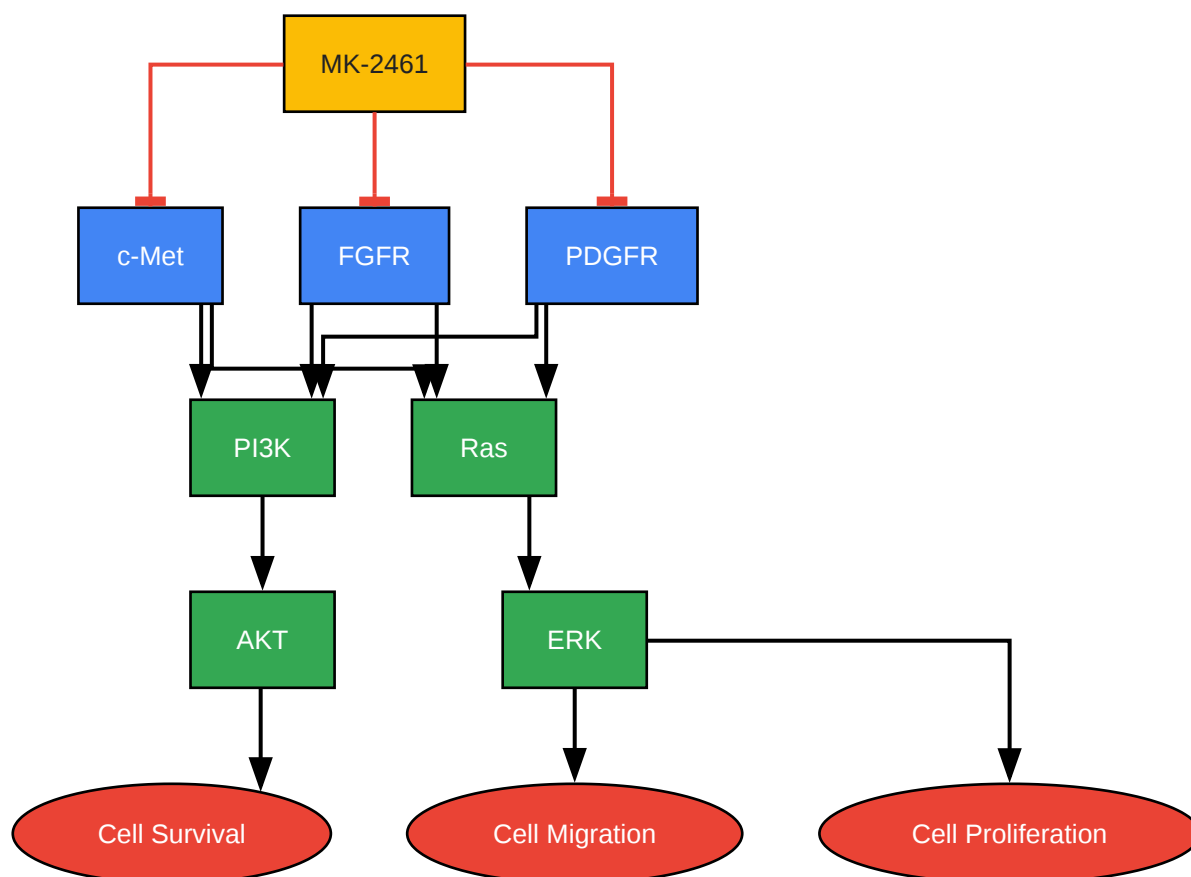 MK-2461
c-Met
FGFR
PDGFR
PI3K
Ras
AKT
ERK
Cell Survival
Cell Migration
Cell Proliferation